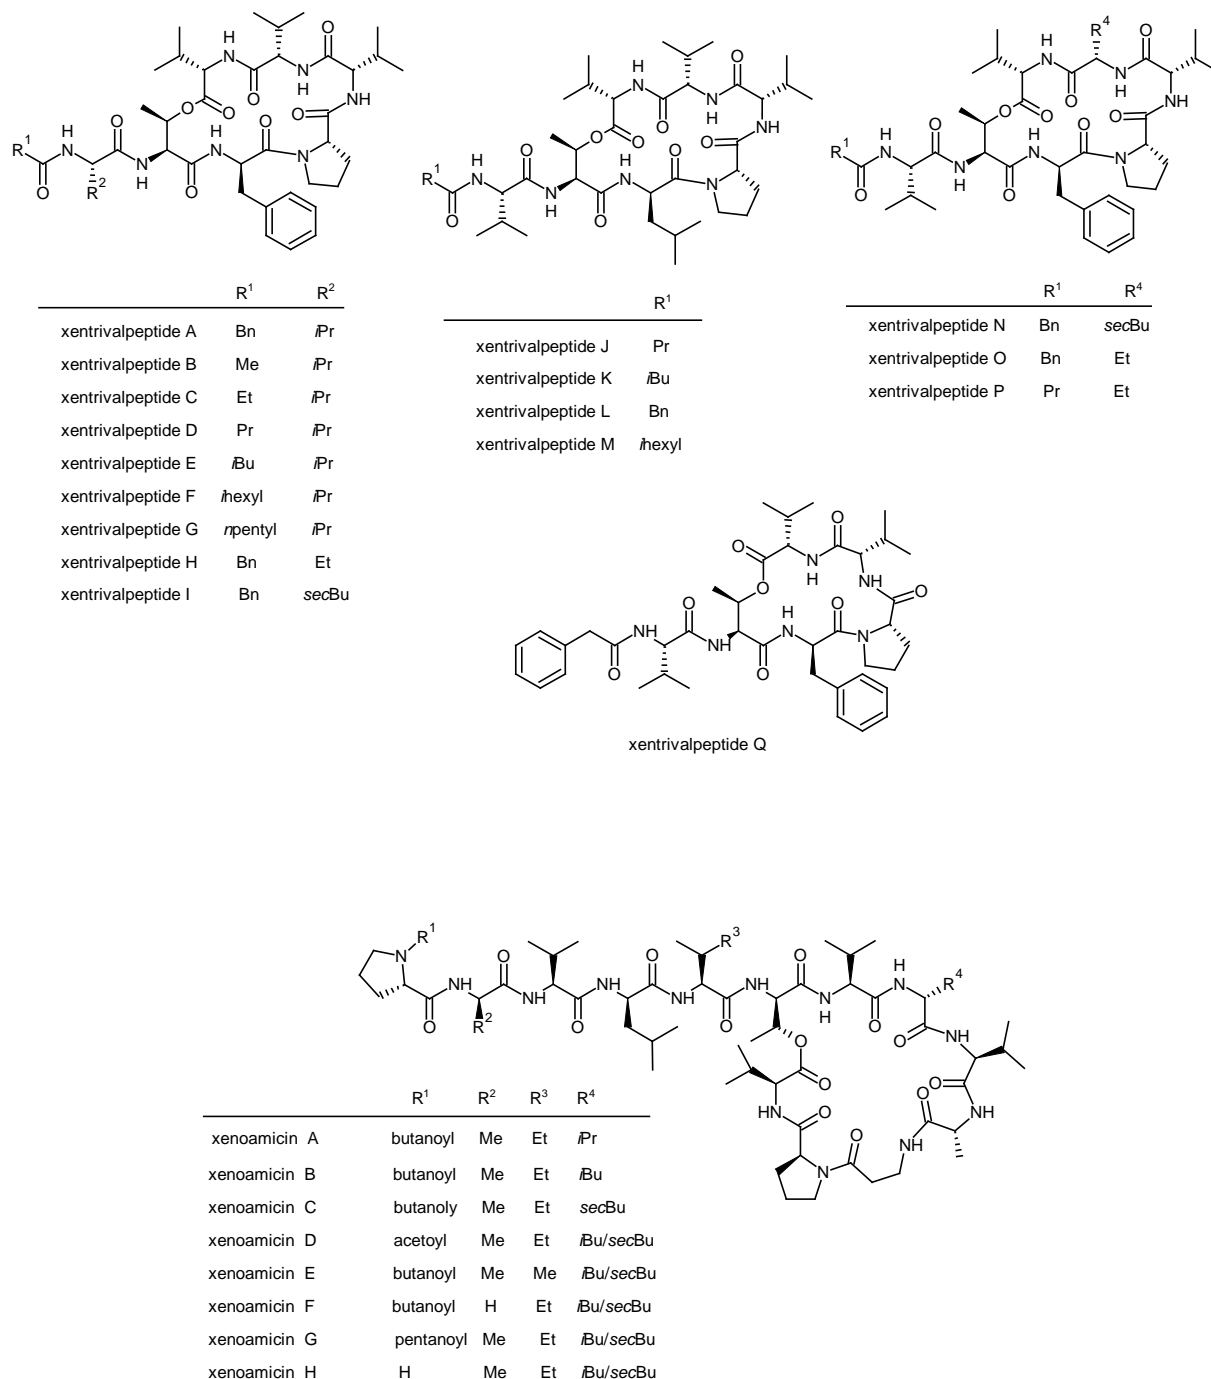 R¹ R²
xentrivalpeptide A Bn iPr
xentrivalpeptide B Me iPr
xentrivalpeptide C Et iPr
xentrivalpeptide D Pr iPr
xentrivalpeptide E iBu iPr
xentrivalpeptide F ihexyl iPr
xentrivalpeptide G npentyl iPr
xentrivalpeptide H Bn Et
xentrivalpeptide I Bn secBu
R¹
xentrivalpeptide J Pr
xentrivalpeptide K iBu
xentrivalpeptide L Bn
xentrivalpeptide M ihexyl
R¹ R⁴
xentrivalpeptide N Bn secBu
xentrivalpeptide O Bn Et
xentrivalpeptide P Pr Et
xentrivalpeptide Q
R¹ R² R³ R⁴
xenoamicin A butanoyl Me Et iPr
xenoamicin B butanoyl Me Et iBu
xenoamicin C butanoly Me Et secBu
xenoamicin D acetoyl Me Et iBu/secBu
xenoamicin E butanoyl Me Me iBu/secBu
xenoamicin F butanoyl H Et iBu/secBu
xenoamicin G pentanoyl Me Et iBu/secBu
xenoamicin H H Me Et iBu/secBu